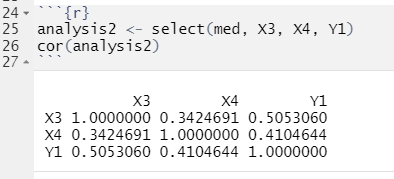 24 ```{r}
25 analysis2 <- select(med, X3, X4, Y1)
26 cor(analysis2)
27 ```
X3 X4 Y1
X3 1.0000000 0.3424691 0.5053060
X4 0.3424691 1.0000000 0.4104644
Y1 0.5053060 0.4104644 1.0000000